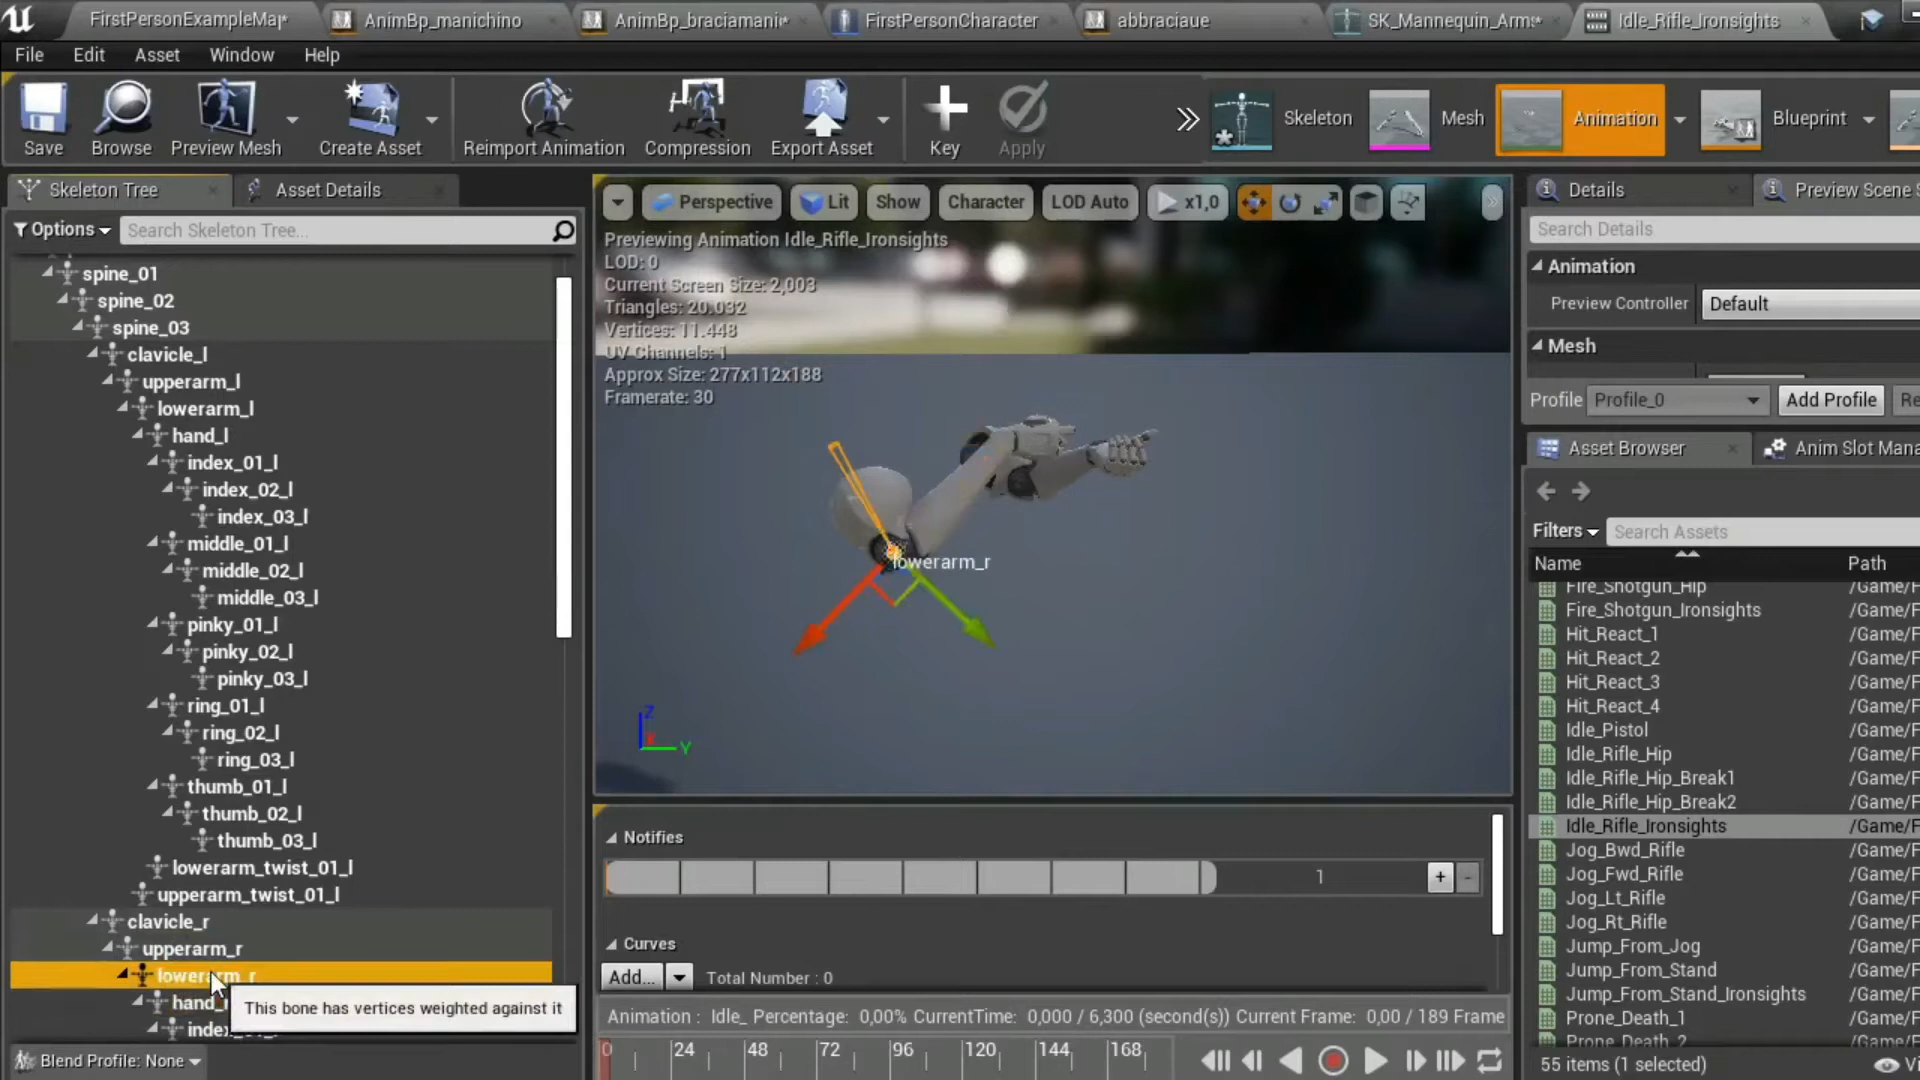 FirstPersonExampleMap*
AnimBp_manichino
AnimBp_braciamani*
FirstPersonCharacter
abbraciaue
SK_Mannequin_Arms*
Idle_Rifle_Ironsights
File Edit Asset Window Help
Save
Browse
Preview Mesh
Create Asset
Reimport Animation
Compression
Export Asset
Key
Apply
Skeleton
Mesh
Animation
Blueprint
Skeleton Tree
Asset Details
Options
Search Skeleton Tree...
spine_01
spine_02
spine_03
clavicle_l
upperarm_l
lowerarm_l
hand_l
index_01_l
index_02_l
index_03_l
middle_01_l
middle_02_l
middle_03_l
pinky_01_l
pinky_02_l
pinky_03_l
ring_01_l
ring_02_l
ring_03_l
thumb_01_l
thumb_02_l
thumb_03_l
lowerarm_twist_01_l
upperarm_twist_01_l
clavicle_r
upperarm_r
lowerarm_r
hand_r
This bone has vertices weighted against it
Blend Profile: None
Perspective
Lit
Show
Character
LOD Auto
x1,0
Previewing Animation Idle_Rifle_Ironsights
LOD: 0
Current Screen Size: 2,003
Triangles: 20.032
Vertices: 11.448
UV Channels: 1
Approx Size: 277x112x188
Framerate: 30
lowerarm_r
Z
Y
Notifies
1
+
-
Curves
Add...
Total Number : 0
Animation : Idle_ Percentage: 0,00% CurrentTime: 0,000 / 6,300 (second(s)) Current Frame: 0,00 / 189 Frame
0 24 48 72 96 120 144 168
Details
Preview Scene S
Search Details
Animation
Preview Controller
Default
Mesh
Profile
Profile_0
Add Profile
Re
Asset Browser
Anim Slot Mana
Filters
Search Assets
Name
Path
Fire_Shotgun_Hip /Game/F
Fire_Shotgun_Ironsights /Game/F
Hit_React_1 /Game/F
Hit_React_2 /Game/F
Hit_React_3 /Game/F
Hit_React_4 /Game/F
Idle_Pistol /Game/F
Idle_Rifle_Hip /Game/F
Idle_Rifle_Hip_Break1 /Game/F
Idle_Rifle_Hip_Break2 /Game/F
Idle_Rifle_Ironsights /Game/F
Jog_Bwd_Rifle /Game/F
Jog_Fwd_Rifle /Game/F
Jog_Lt_Rifle /Game/F
Jog_Rt_Rifle /Game/F
Jump_From_Jog /Game/F
Jump_From_Stand /Game/F
Jump_From_Stand_Ironsights /Game/F
Prone_Death_1 /Game/F
Prone_Death_2 /Game/F
55 items (1 selected)
Vi